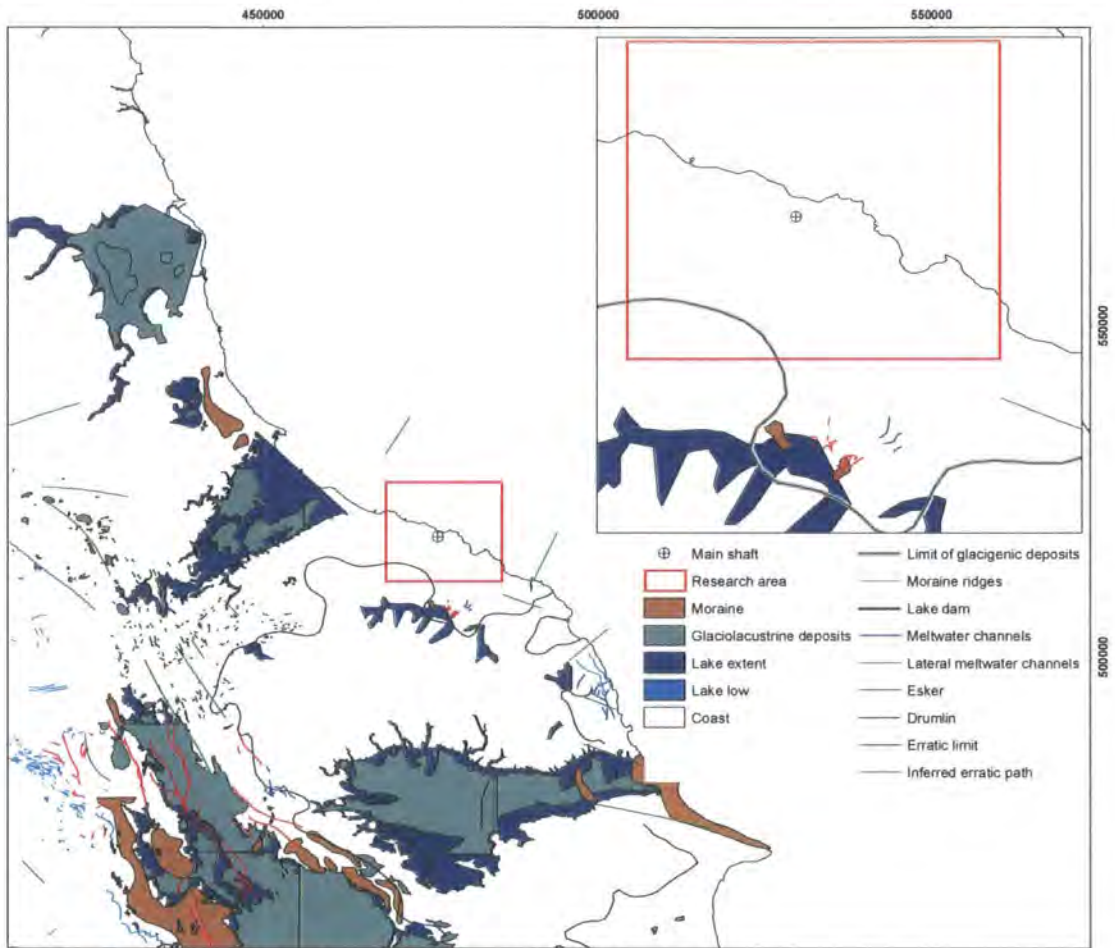 450000
500000
550000
550000
500000
Main shaft
Research area
Moraine
Glaciolacustrine deposits
Lake extent
Lake low
Coast
Limit of glacigenic deposits
Moraine ridges
Lake dam
Meltwater channels
Lateral meltwater channels
Esker
Drumlin
Erratic limit
Inferred erratic path